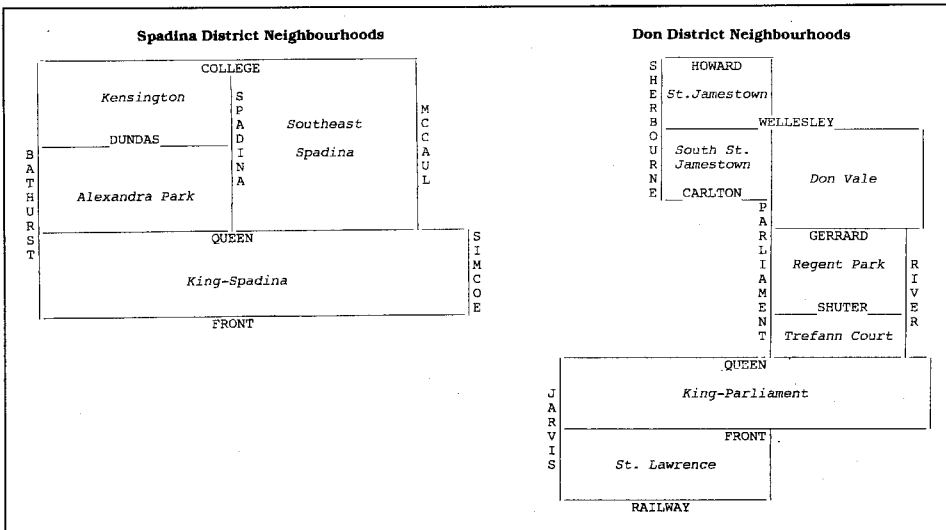 Spadina District Neighbourhoods
COLLEGE
Kensington
SPADINA
Southeast
Spadina
MCCAUL
DUNDAS
BATHURST
Alexandra Park
QUEEN
SIMCOE
King-Spadina
FRONT
Don District Neighbourhoods
SHERBOURNE
HOWARD
St.Jamestown
WELLESLEY
South St.
Jamestown
Don Vale
CARLTON
PARLIAMENT
GERRARD
Regent Park
RIVER
SHUTER
Trefann Court
QUEEN
JARVIS
King-Parliament
FRONT
St. Lawrence
RAILWAY